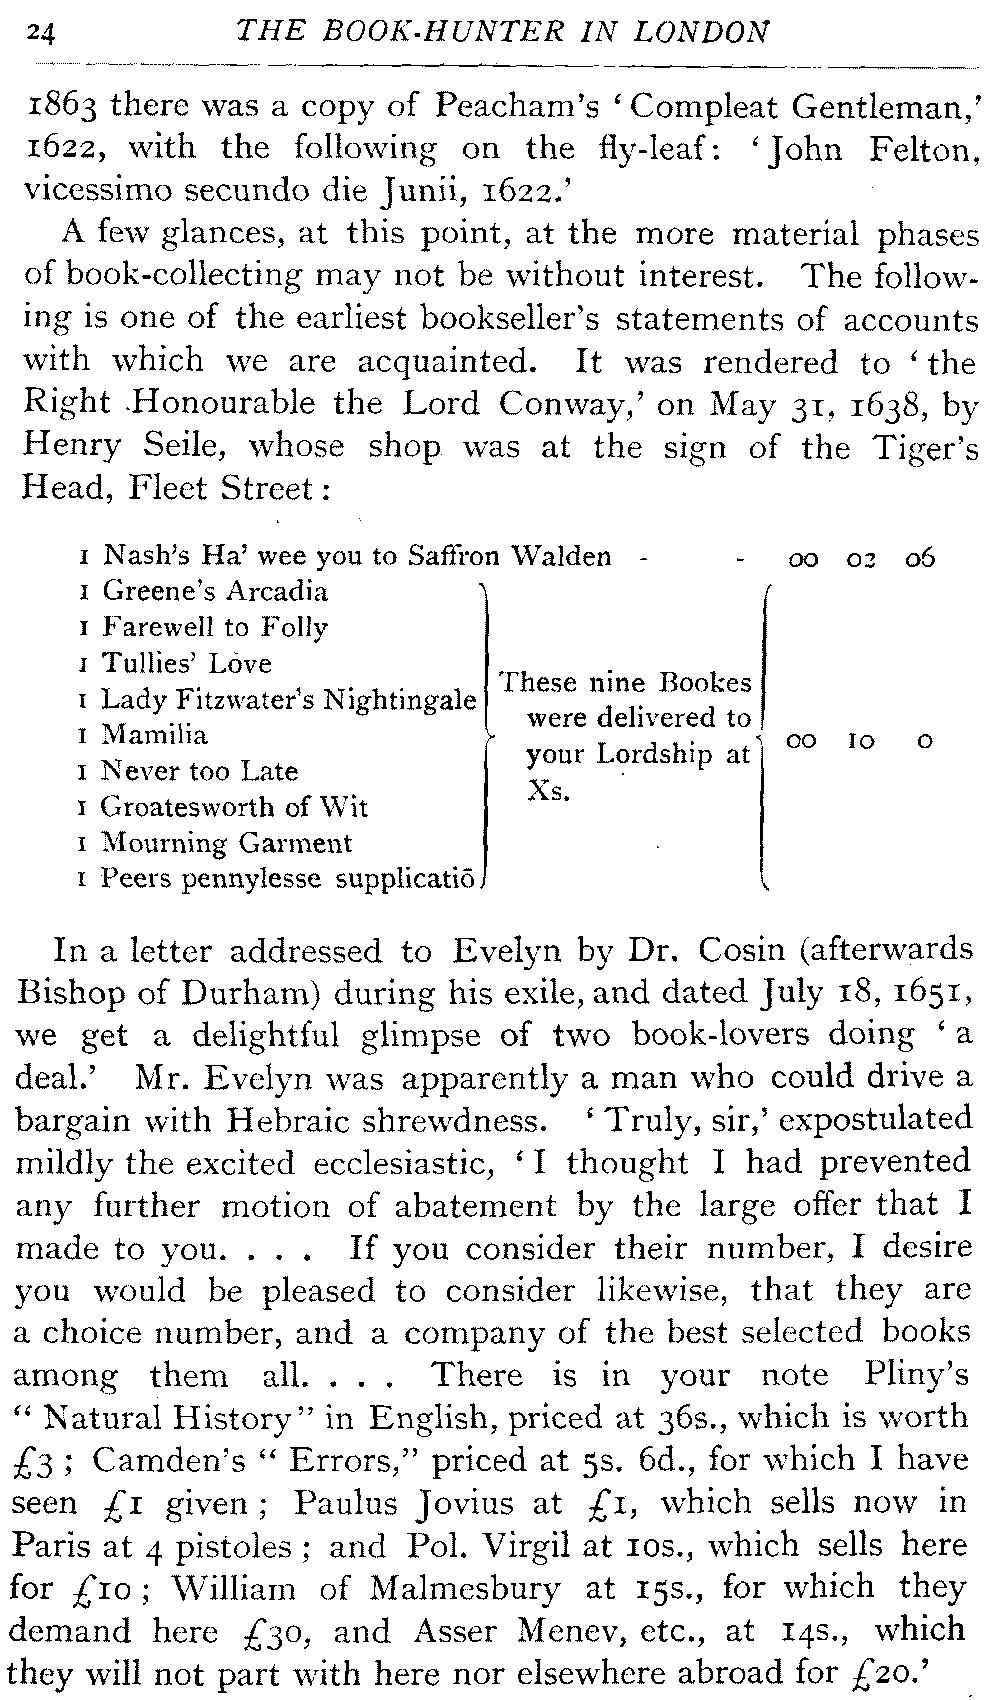 24 THE BOOK-HUNTER IN LONDON
1863 there was a copy of Peacham's ‘Compleat Gentleman,’
1622, with the following on the fly-leaf: ‘John Felton,
vicessimo secundo die Junii, 1622.’
A few glances, at this point, at the more material phases
of book-collecting may not be without interest. The follow-
ing is one of the earliest bookseller's statements of accounts
with which we are acquainted. It was rendered to ‘the
Right Honourable the Lord Conway,’ on May 31, 1638, by
Henry Seile, whose shop was at the sign of the Tiger's
Head, Fleet Street:
1 Nash's Ha' wee you to Saffron Walden - - 00 02 06
1 Greene's Arcadia
1 Farewell to Folly
1 Tullies' Love
1 Lady Fitzwater's Nightingale
1 Mamilia
1 Never too Late
1 Groatesworth of Wit
1 Mourning Garment
1 Peers pennylesse supplicatiō
These nine Bookes
were delivered to
your Lordship at
Xs.
00 10 0
In a letter addressed to Evelyn by Dr. Cosin (afterwards
Bishop of Durham) during his exile, and dated July 18, 1651,
we get a delightful glimpse of two book-lovers doing ‘a
deal.’ Mr. Evelyn was apparently a man who could drive a
bargain with Hebraic shrewdness. ‘Truly, sir,’ expostulated
mildly the excited ecclesiastic, ‘I thought I had prevented
any further motion of abatement by the large offer that I
made to you. . . . If you consider their number, I desire
you would be pleased to consider likewise, that they are
a choice number, and a company of the best selected books
among them all. . . . There is in your note Pliny's
“Natural History” in English, priced at 36s., which is worth
£3; Camden's “Errors,” priced at 5s. 6d., for which I have
seen £1 given; Paulus Jovius at £1, which sells now in
Paris at 4 pistoles; and Pol. Virgil at 10s., which sells here
for £10; William of Malmesbury at 15s., for which they
demand here £30, and Asser Menev, etc., at 14s., which
they will not part with here nor elsewhere abroad for £20.’